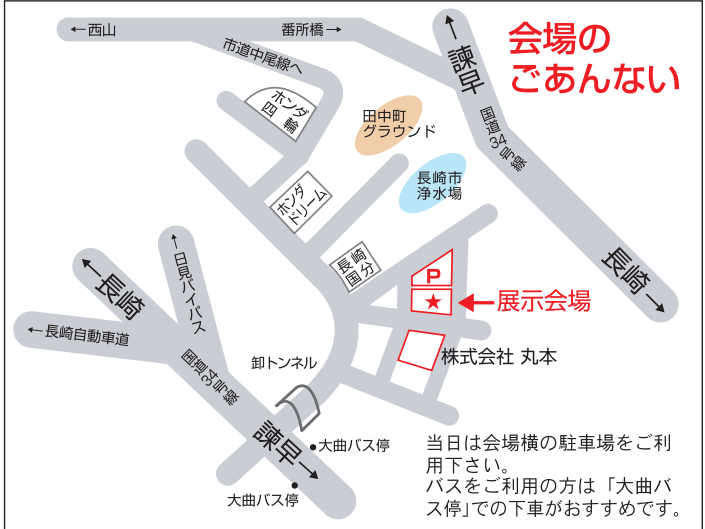 会場の
ごあんない
←西山
番所橋→
市道中尾線へ
ホンダ
四輪
田中町
グラウンド
←諫早
国道34号線
長崎→
長崎市
浄水場
ホンダ
ドリーム
長崎
国分
P
★←展示会場
株式会社 丸本
←長崎
←日見バイパス
←長崎自動車道
国道34号線
諫早→
卸トンネル
●大曲バス停
大曲バス停
当日は会場横の駐車場をご利
用下さい。
バスをご利用の方は「大曲バ
ス停」での下車がおすすめです。